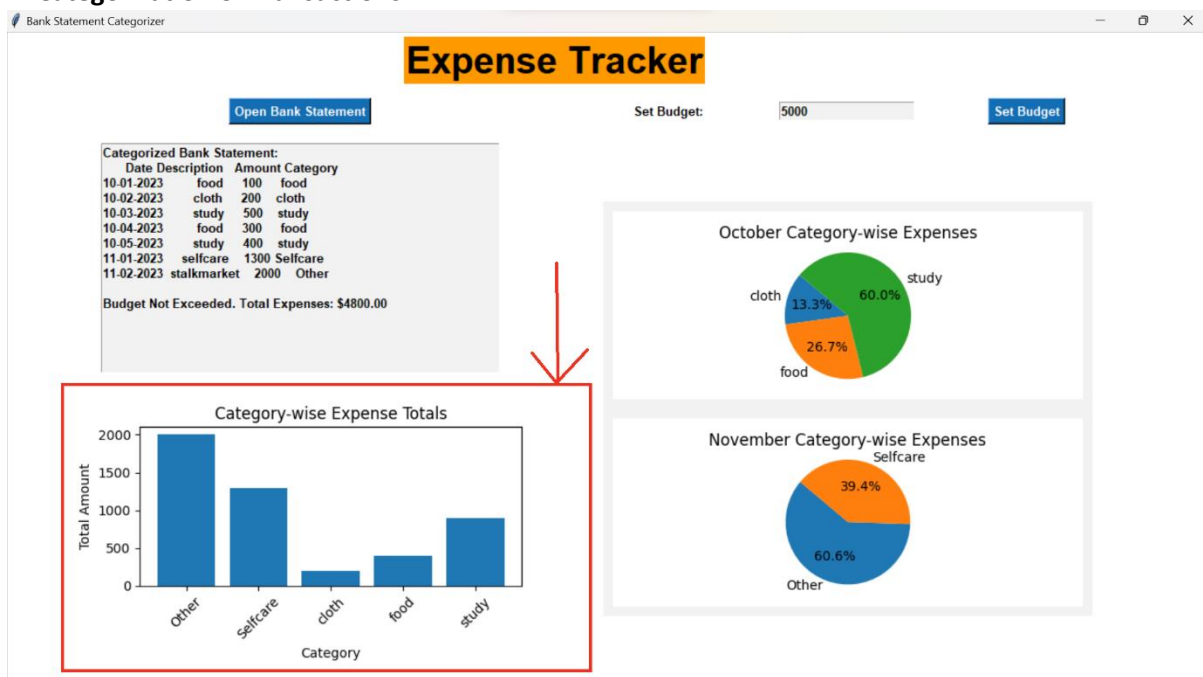 Bank Statement Categorizer
Expense Tracker
Open Bank Statement
Set Budget:
5000
Set Budget
Categorized Bank Statement:
Date Description Amount Category
10-01-2023 food 100 food
10-02-2023 cloth 200 cloth
10-03-2023 study 500 study
10-04-2023 food 300 food
10-05-2023 study 400 study
11-01-2023 selfcare 1300 Selfcare
11-02-2023 stalkmarket 2000 Other
Budget Not Exceeded. Total Expenses: $4800.00
Category-wise Expense Totals
Total Amount
2000
1500
1000
500
0
Other
Selfcare
cloth
food
study
Category
October Category-wise Expenses
study
cloth
13.3%
60.0%
26.7%
food
November Category-wise Expenses
Selfcare
39.4%
60.6%
Other